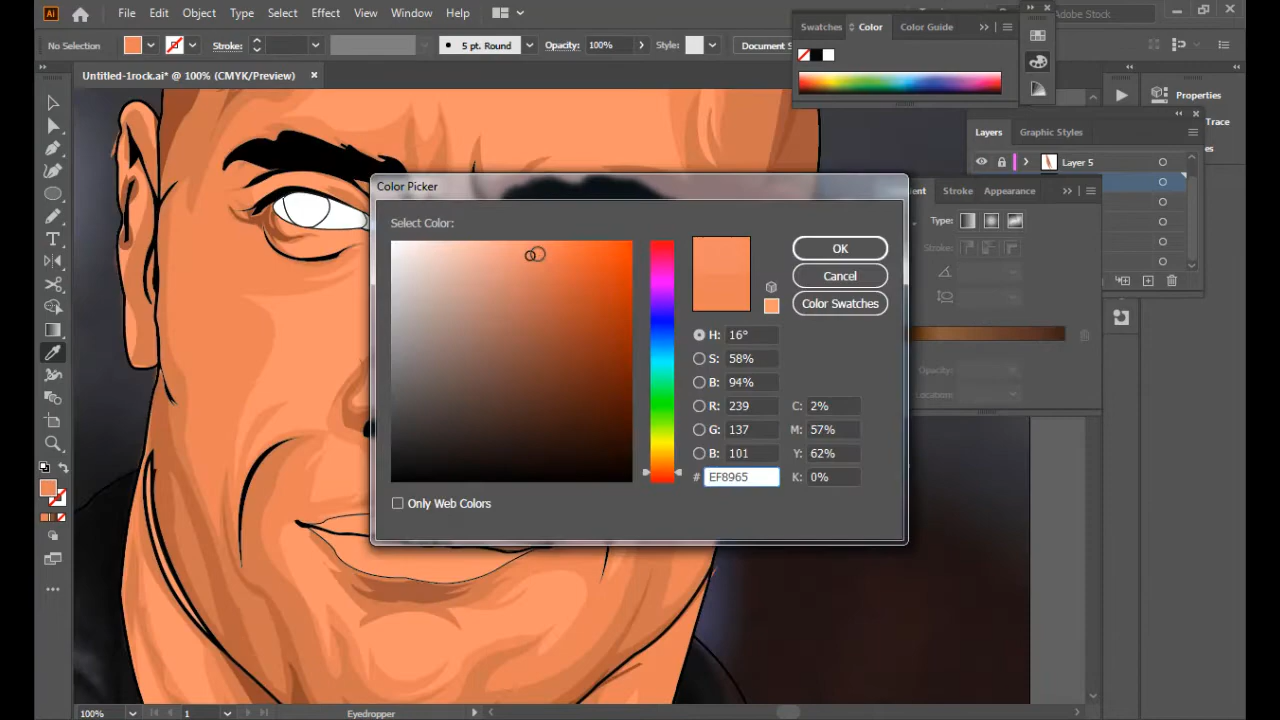 Ai File Edit Object Type Select Effect View Window Help
Adobe Stock
No Selection Stroke: 5 pt. Round Opacity: 100% Style: Document S
Swatches Color Color Guide
Untitled-1rock.ai* @ 100% (CMYK/Preview)
Properties
Trace
Layers Graphic Styles
Layer 5
Stroke Appearance
Type:
Stroke:
Opacity:
Location:
Color Picker
Select Color:
OK
Cancel
Color Swatches
H: 16°
S: 58%
B: 94%
R: 239 C: 2%
G: 137 M: 57%
B: 101 Y: 62%
# EF8965 K: 0%
Only Web Colors
100% 1 Eyedropper